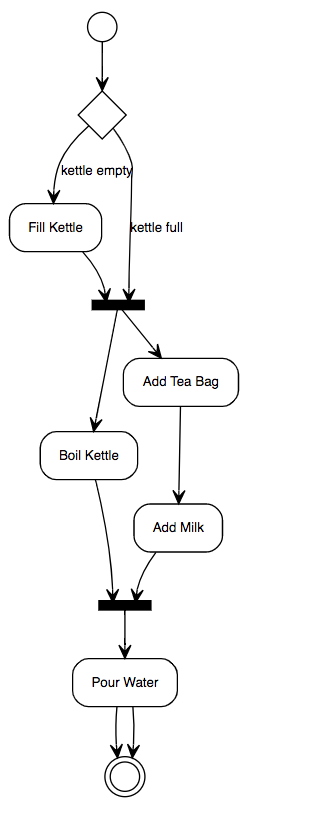 kettle empty
Fill Kettle
kettle full
Add Tea Bag
Boil Kettle
Add Milk
Pour Water